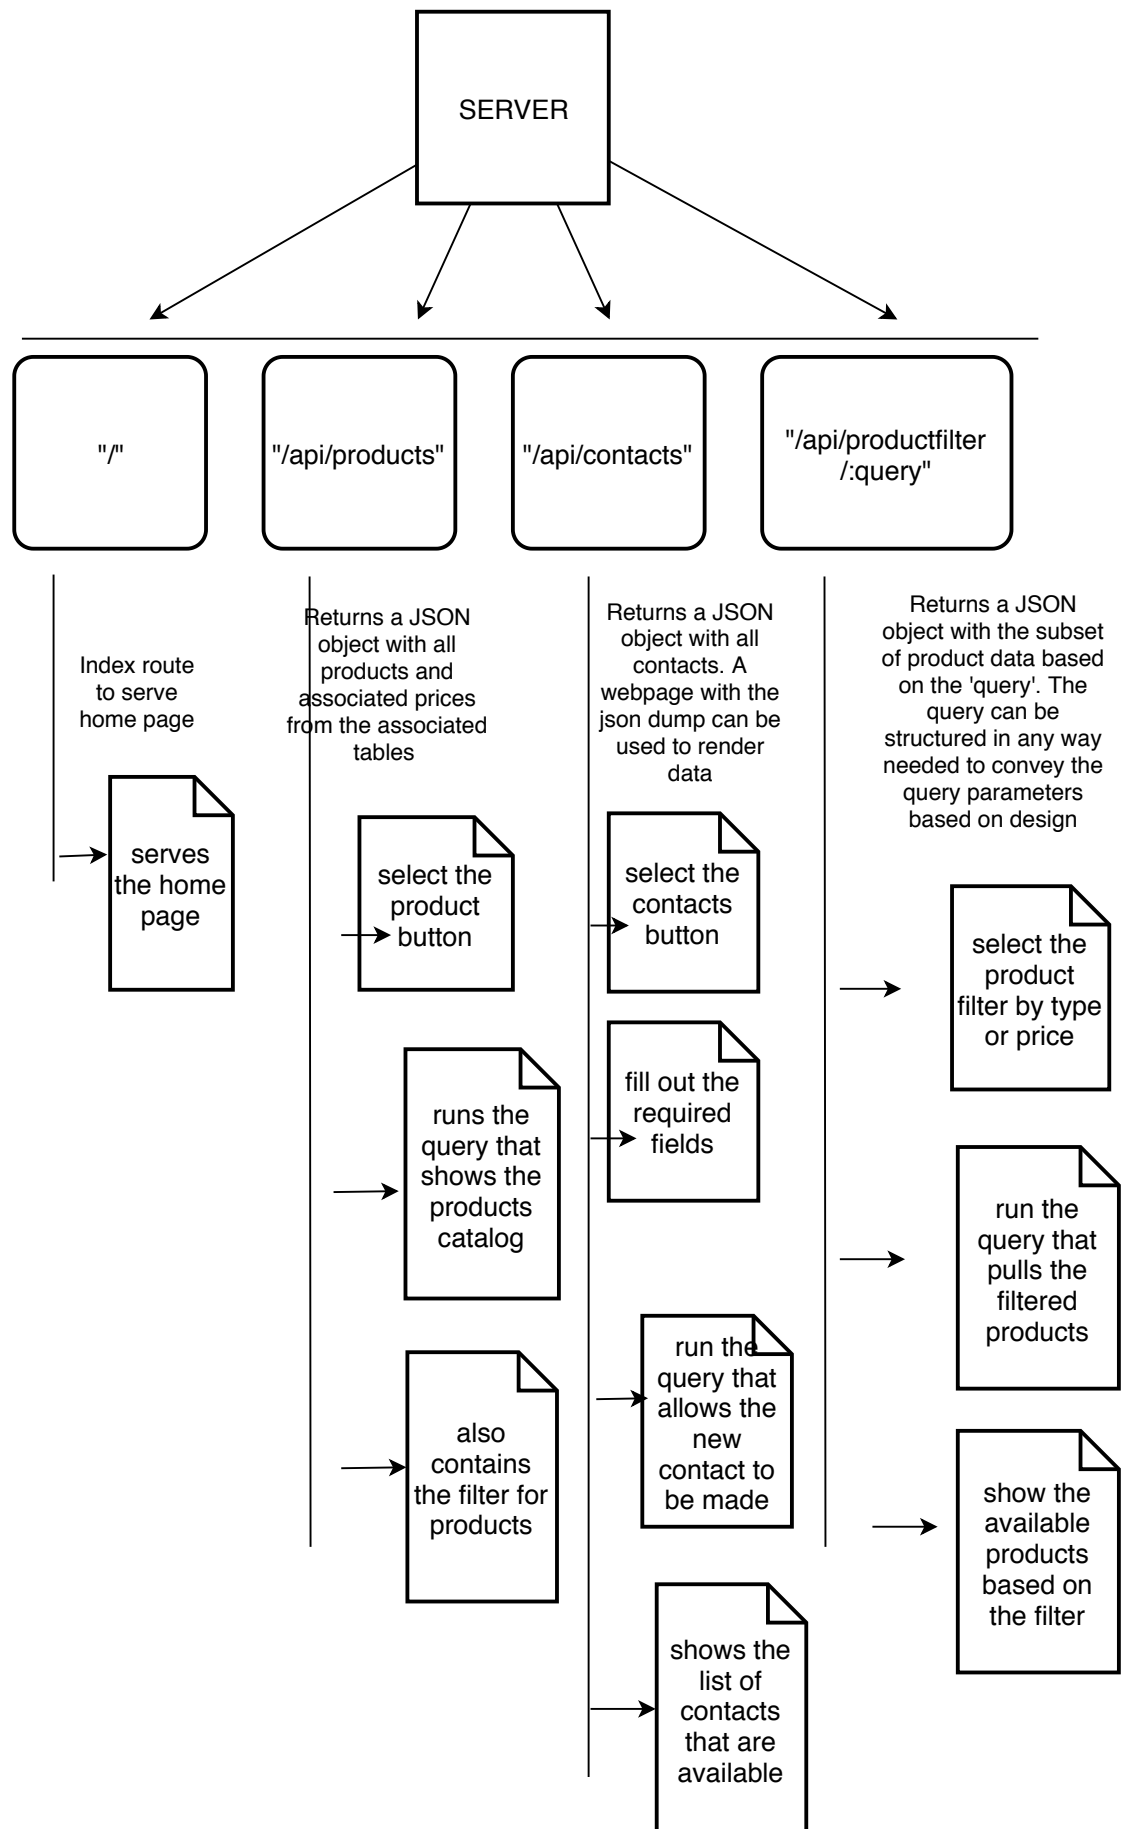 SERVER
"/"
"/api/products"
"/api/contacts"
"/api/productfilter
/:query"
Index route
to serve
home page
serves
the home
page
Returns a JSON
object with all
products and
associated prices
from the associated
tables
select the
product
button
runs the
query that
shows the
products
catalog
also
contains
the filter for
products
Returns a JSON
object with all
contacts. A
webpage with the
json dump can be
used to render
data
select the
contacts
button
fill out the
required
fields
run the
query that
allows the
new
contact to
be made
shows the
list of
contacts
that are
available
Returns a JSON
object with the subset
of product data based
on the 'query'. The
query can be
structured in any way
needed to convey the
query parameters
based on design
select the
product
filter by type
or price
run the
query that
pulls the
filtered
products
show the
available
products
based on
the filter